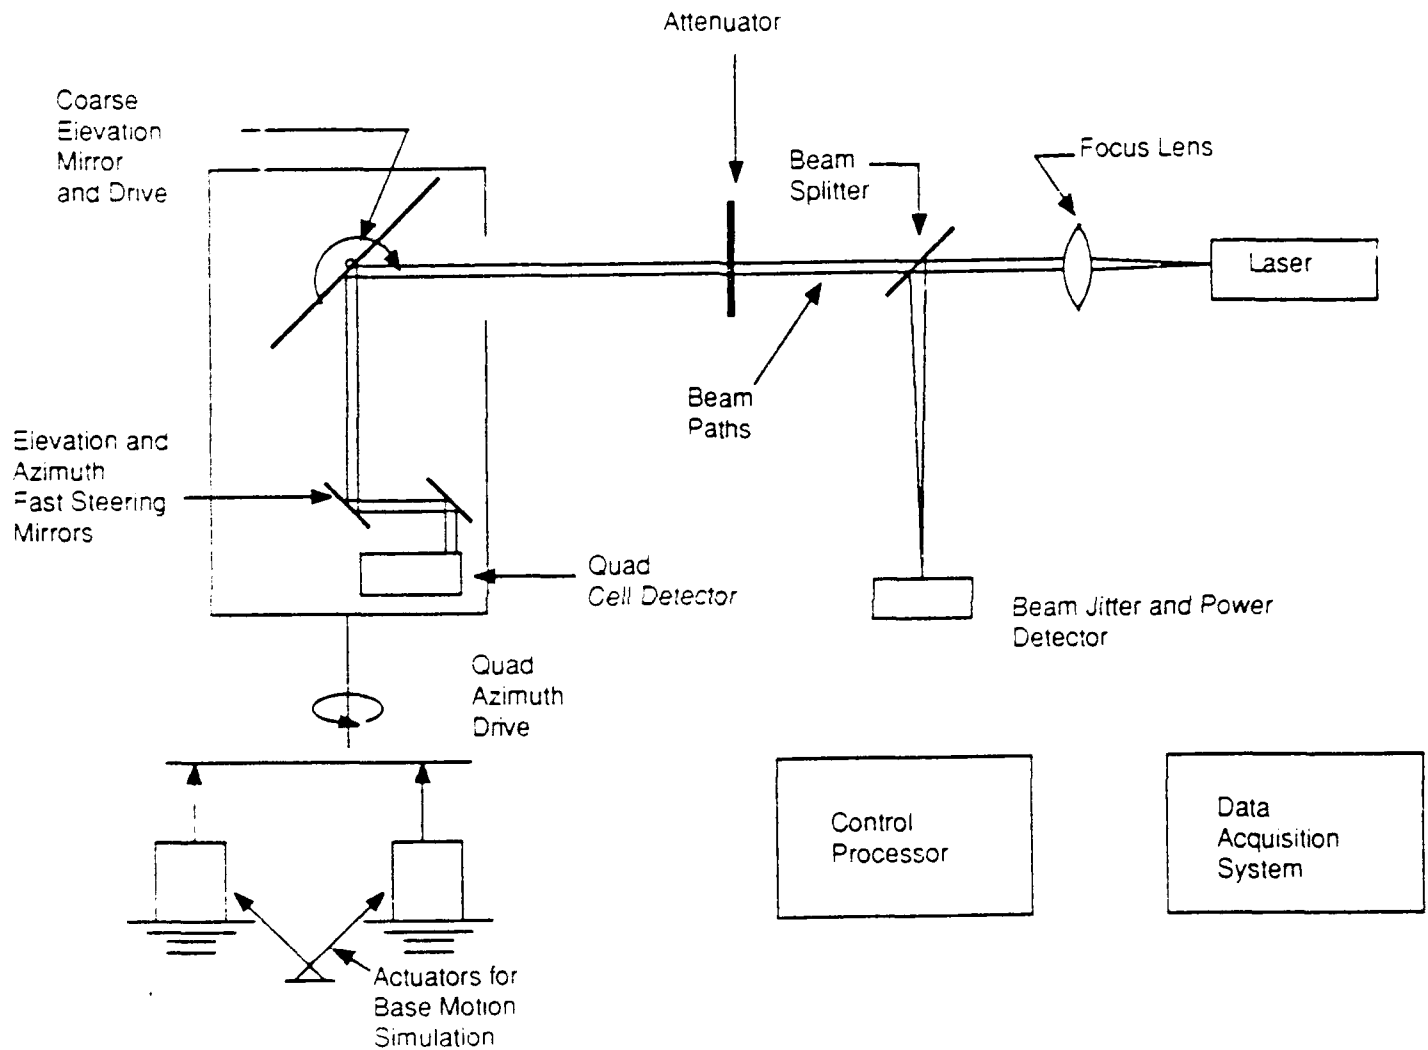 Attenuator
Coarse
Elevation
Mirror
and Drive
Beam
Splitter
Focus Lens
Laser
Beam
Paths
Elevation and
Azimuth
Fast Steering
Mirrors
Quad
Cell Detector
Beam Jitter and Power
Detector
Quad
Azimuth
Drive
Control
Processor
Data
Acquisition
System
Actuators for
Base Motion
Simulation